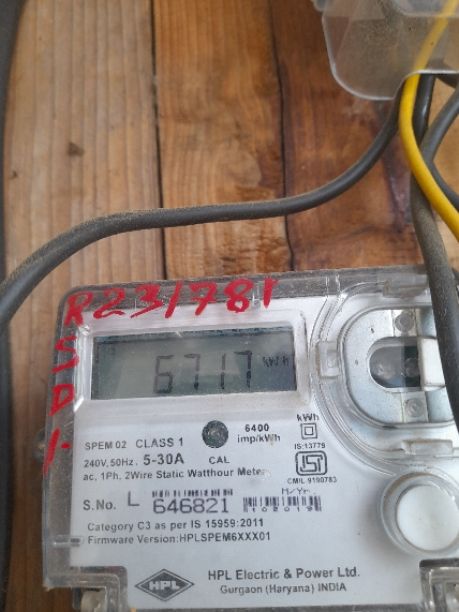 R231781
SD1
6717 kWh
SPEM 02 CLASS 1
6400 imp/kWh
kWh
IS:13779
240V,50Hz. 5-30A
CAL
ac, 1Ph, 2Wire Static Watthour Meter
CM/L 9190783
M/Yr.
S.No. L 646821
Category C3 as per IS 15959:2011
Firmware Version:HPLSPEM6XXX01
HPL
HPL Electric & Power Ltd.
Gurgaon (Haryana) INDIA